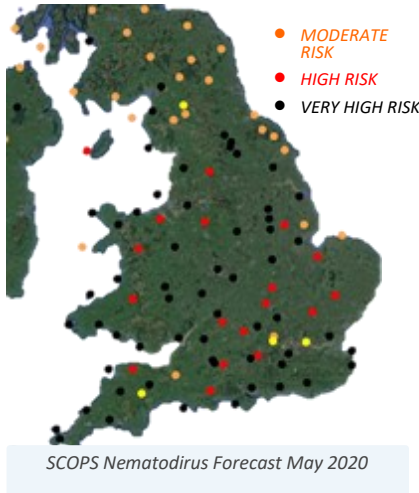 MODERATE
RISK
HIGH RISK
VERY HIGH RISK
SCOPS Nematodirus Forecast May 2020